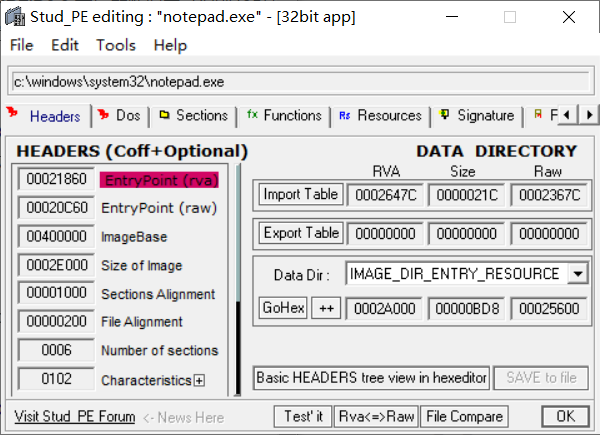 Stud_PE editing : "notepad.exe" - [32bit app]
File Edit Tools Help
c:\windows\system32\notepad.exe
Headers Dos Sections Functions Resources Signature F
HEADERS (Coff+Optional) DATA DIRECTORY
RVA Size Raw
00021860 EntryPoint (rva)
Import Table 0002647C 0000021C 0002367C
00020C60 EntryPoint (raw)
00400000 ImageBase
Export Table 00000000 00000000 00000000
0002E000 Size of Image
Data Dir : IMAGE_DIR_ENTRY_RESOURCE
00001000 Sections Alignment
GoHex ++ 0002A000 00000BD8 00025600
00000200 File Alignment
0006 Number of sections
0102 Characteristics +
Basic HEADERS tree view in hexeditor SAVE to file
Visit Stud_PE Forum <- News Here Test' it Rva<=>Raw File Compare OK